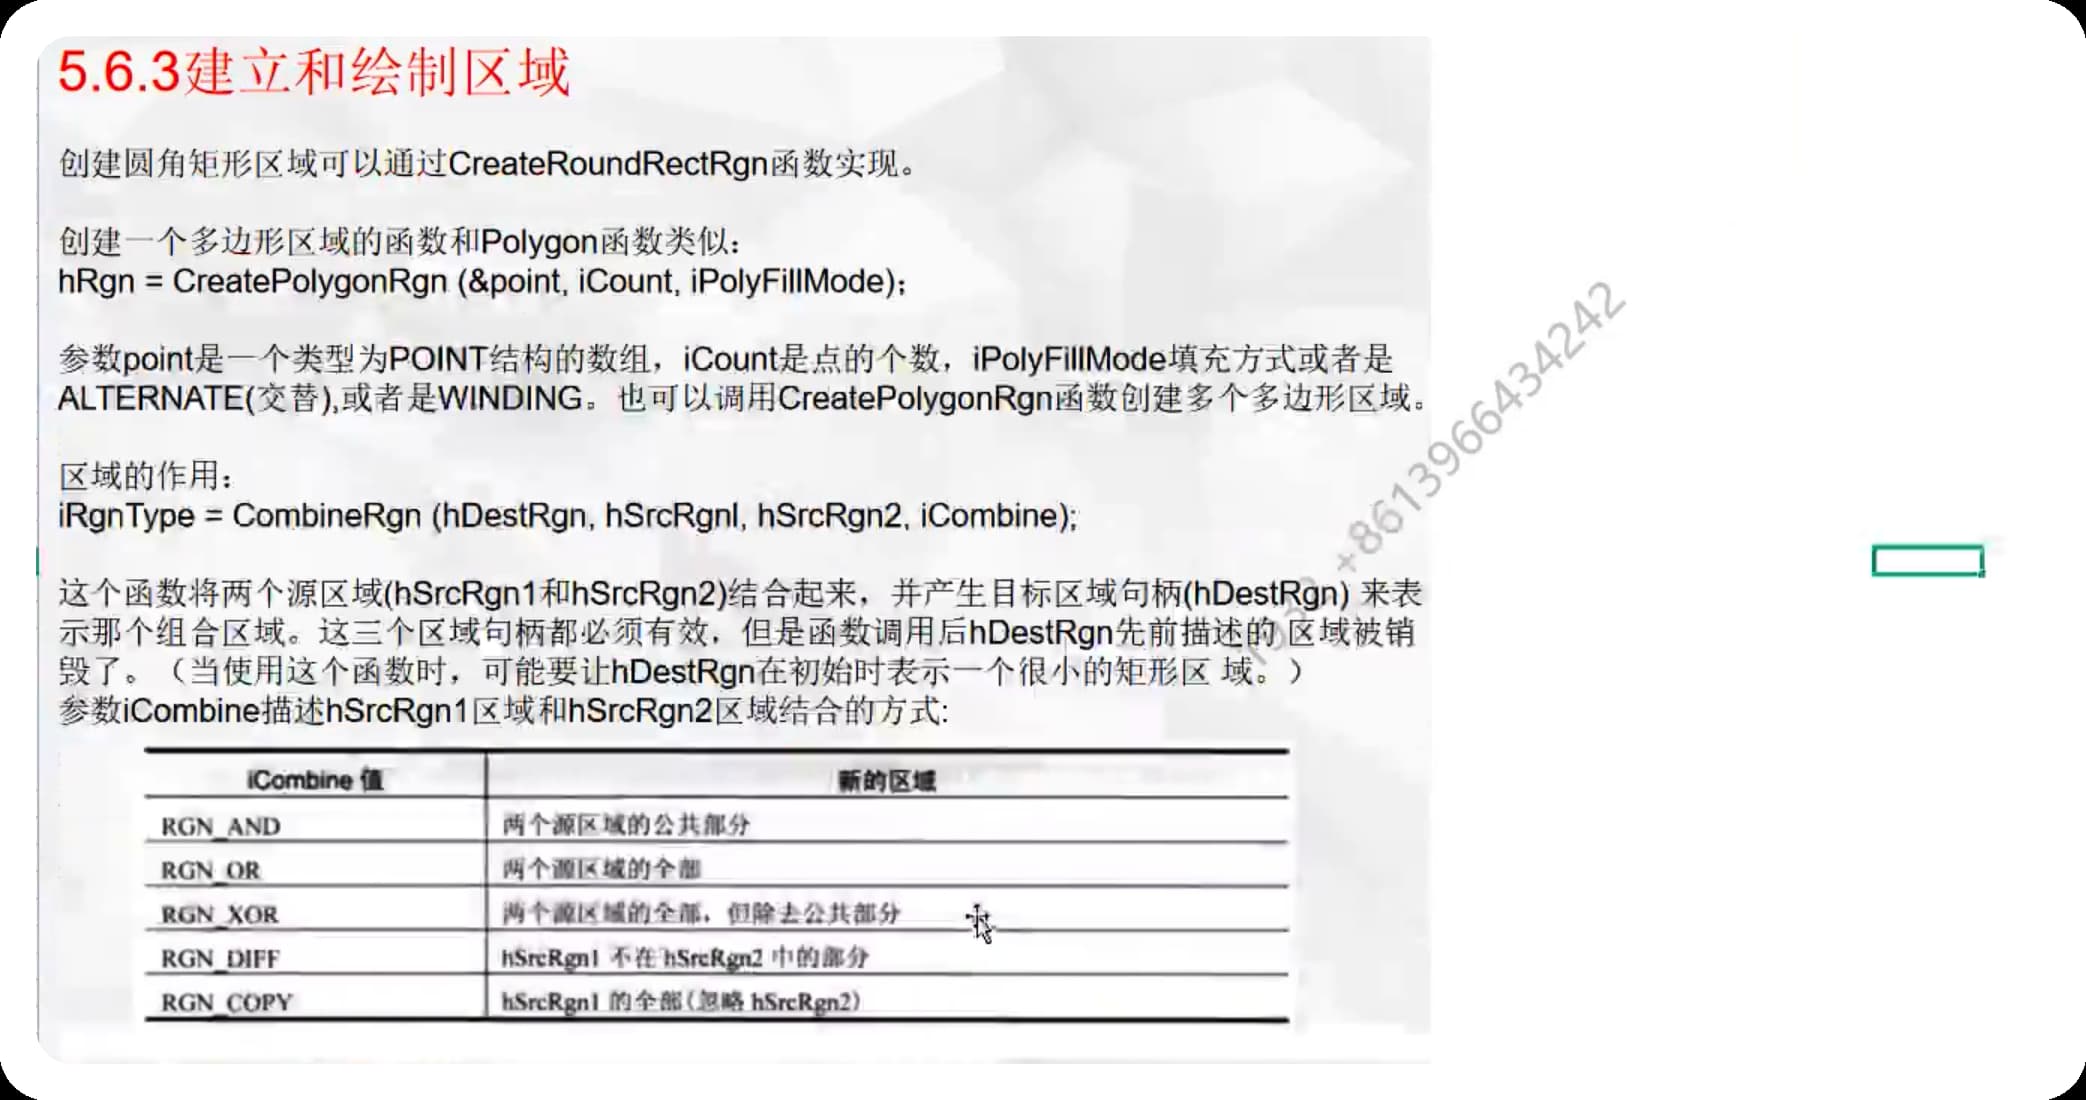 5.6.3建立和绘制区域
创建圆角矩形区域可以通过CreateRoundRectRgn函数实现。
创建一个多边形区域的函数和Polygon函数类似：
hRgn = CreatePolygonRgn (&point, iCount, iPolyFillMode);
参数point是一个类型为POINT结构的数组，iCount是点的个数，iPolyFillMode填充方式或者是
ALTERNATE(交替),或者是WINDING。也可以调用CreatePolygonRgn函数创建多个多边形区域。
区域的作用：
iRgnType = CombineRgn (hDestRgn, hSrcRgnl, hSrcRgn2, iCombine);
这个函数将两个源区域(hSrcRgn1和hSrcRgn2)结合起来，并产生目标区域句柄(hDestRgn) 来表
示那个组合区域。这三个区域句柄都必须有效，但是函数调用后hDestRgn先前描述的 区域被销
毁了。（当使用这个函数时，可能要让hDestRgn在初始时表示一个很小的矩形区 域。）
参数iCombine描述hSrcRgn1区域和hSrcRgn2区域结合的方式:
iCombine 值 新的区域
RGN_AND 两个源区域的公共部分
RGN_OR 两个源区域的全部
RGN_XOR 两个源区域的全部，但除去公共部分
RGN_DIFF hSrcRgn1 不在 hSrcRgn2 中的部分
RGN_COPY hSrcRgn1 的全部(忽略 hSrcRgn2)
+8613966434242